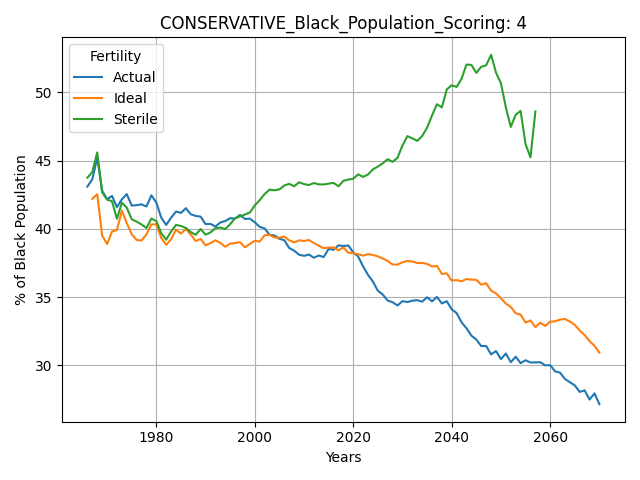 CONSERVATIVE_Black_Population_Scoring: 4
Fertility
Actual
Ideal
Sterile
% of Black Population
50
45
40
35
30
1980
2000
2020
2040
2060
Years